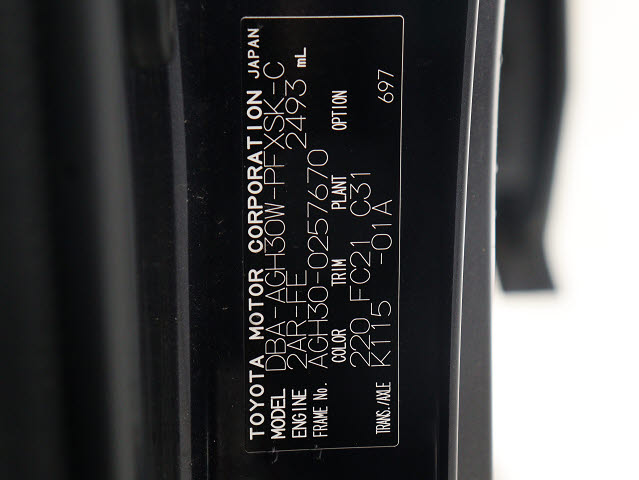 TOYOTA MOTOR CORPORATION JAPAN
MODEL DBA-AGH30W-PFXSK-C
ENGINE 2AR-FE 2493 mL
FRAME No. AGH30-0257670
COLOR TRIM PLANT OPTION
220 FC21 C31 697
TRANS./AXLE K115 -01A